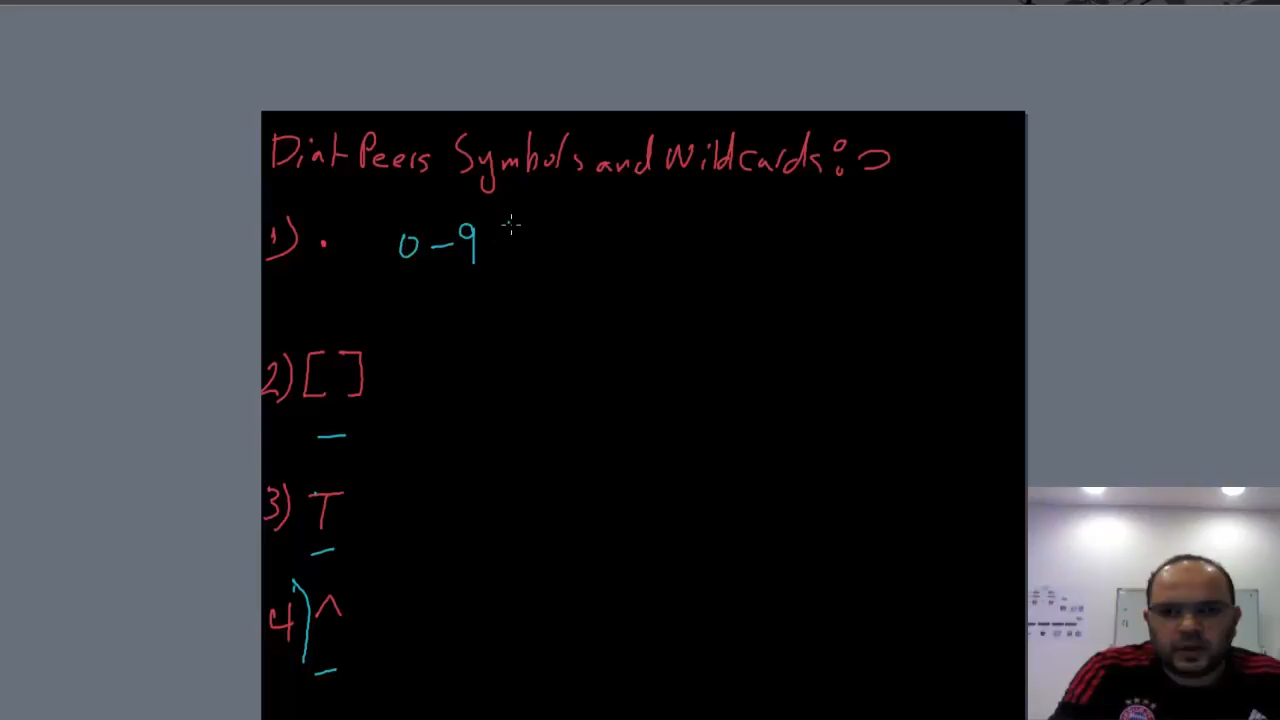 Dial-Peers Symbols and Wildcards:
1) . 0-9
2) [ ]
3) T
4) ^